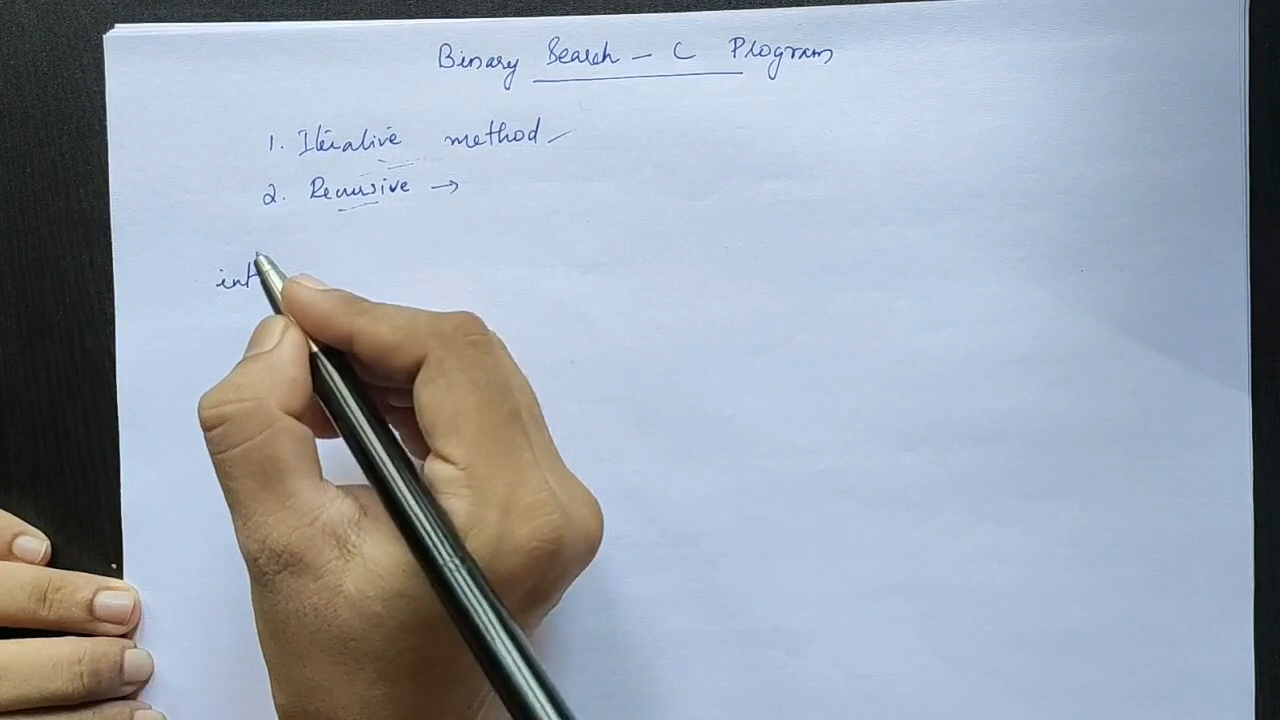 Binary Search - C Program
1. Iterative method
2. Recursive →
int